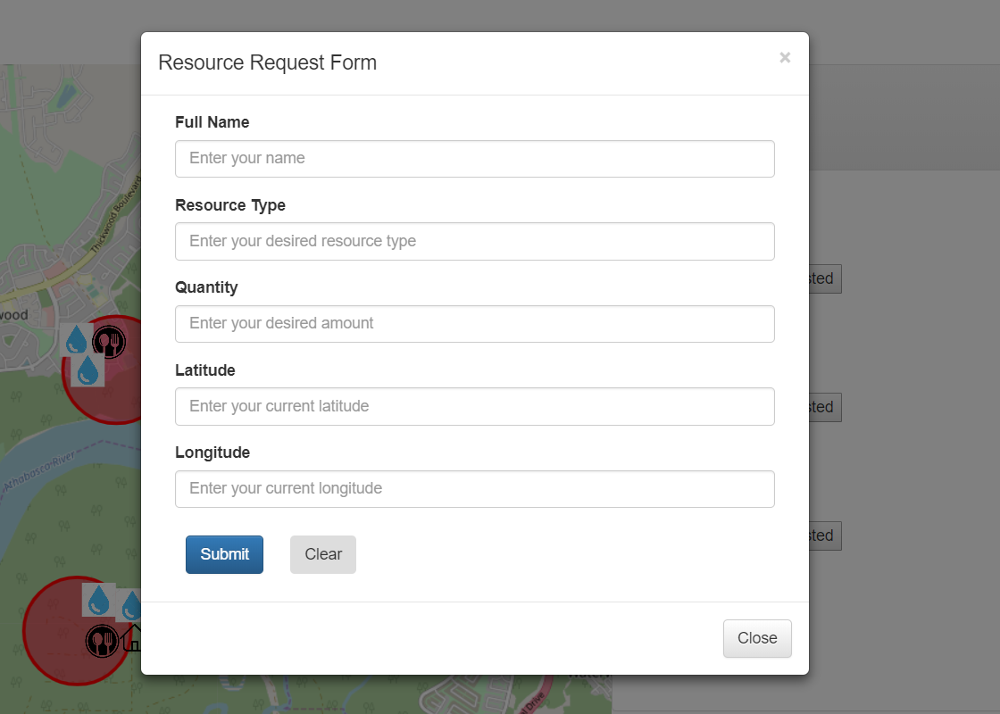 Resource Request Form
×
Full Name
Enter your name
Resource Type
Enter your desired resource type
Quantity
Enter your desired amount
Latitude
Enter your current latitude
Longitude
Enter your current longitude
Submit Clear
Close
Thickwood Boulevard
wood
Athabasca River
Drive
sted
sted
sted